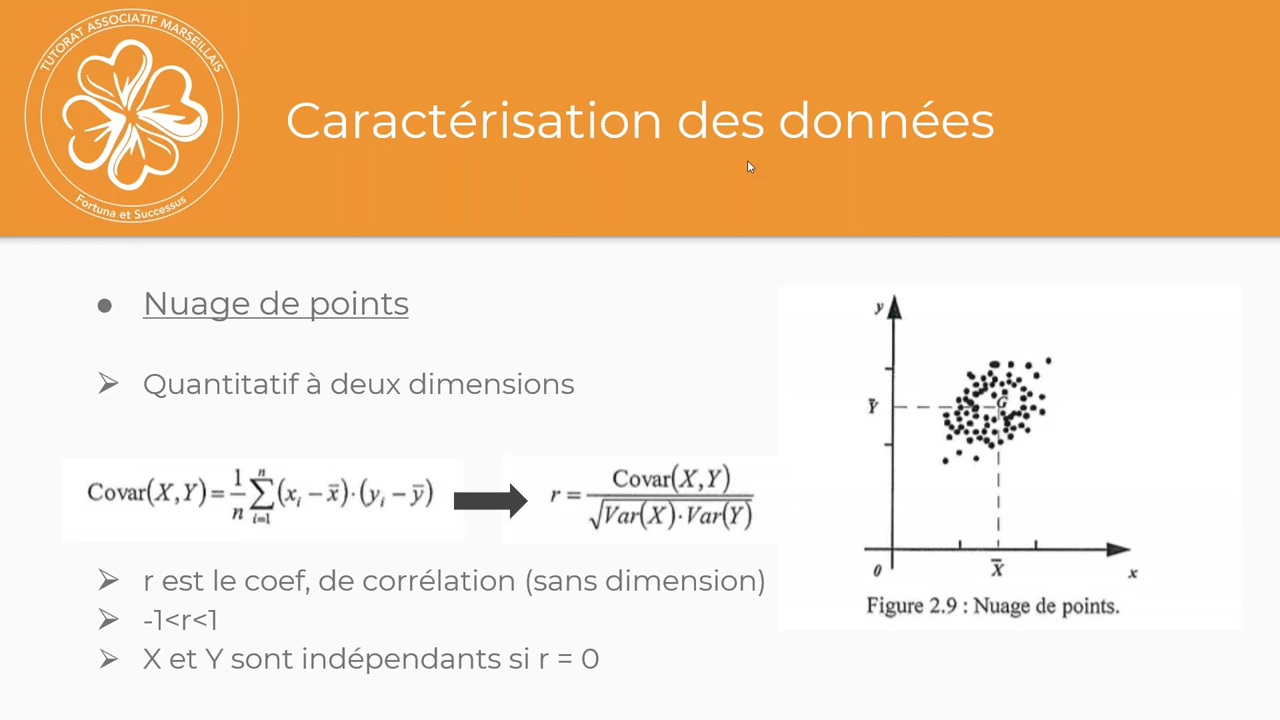 TUTORAT ASSOCIATIF MARSEILLAIS
Fortuna et Successus
Caractérisation des données
● Nuage de points
➢ Quantitatif à deux dimensions
Covar(X,Y) = 1/n ∑ i=1 n (xᵢ − x̄)·(yᵢ − ȳ)
r = Covar(X,Y) / √Var(X)·Var(Y)
➢ r est le coef, de corrélation (sans dimension)
➢ -1<r<1
➢ X et Y sont indépendants si r = 0
y
Ȳ
G
0
X̄
x
Figure 2.9 : Nuage de points.